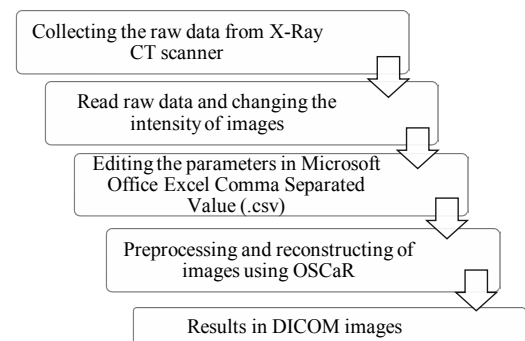 Collecting the raw data from X-Ray
CT scanner
Read raw data and changing the
intensity of images
Editing the parameters in Microsoft
Office Excel Comma Separated
Value (.csv)
Preprocessing and reconstructing of
images using OSCaR
Results in DICOM images